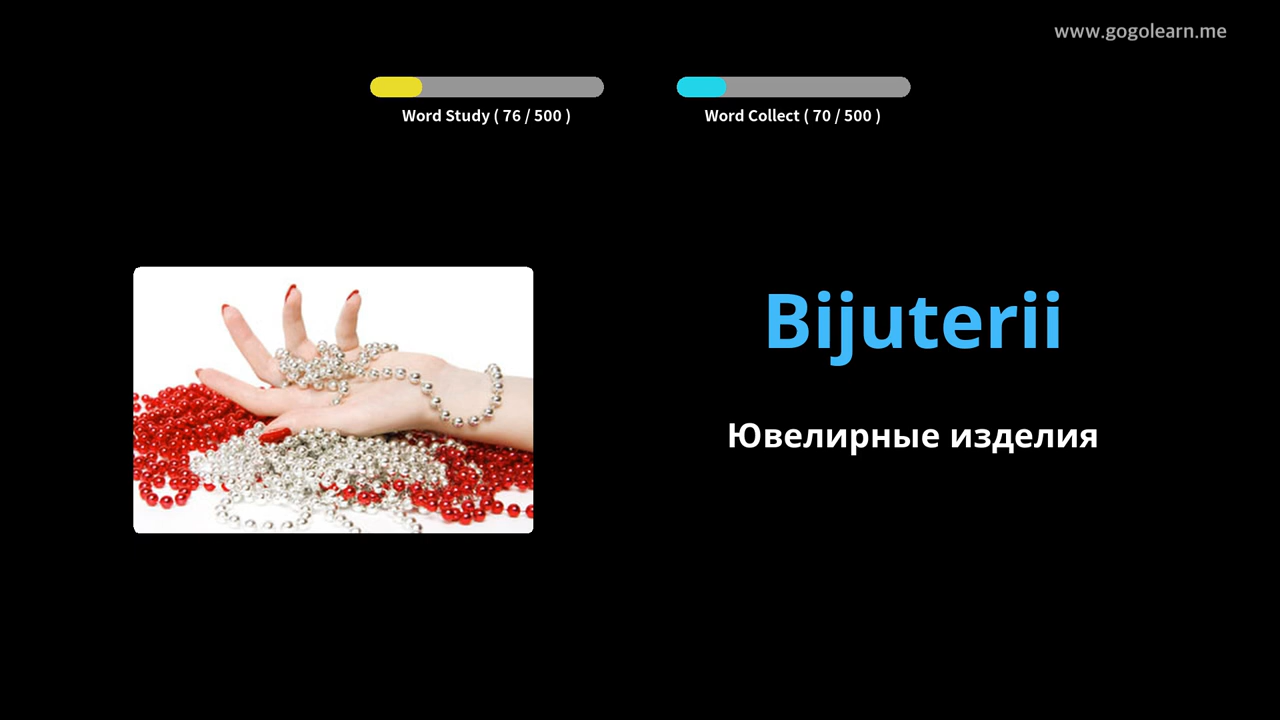 www.gogolearn.me
Word Study ( 76 / 500 )
Word Collect ( 70 / 500 )
Bijuterii
Ювелирные изделия